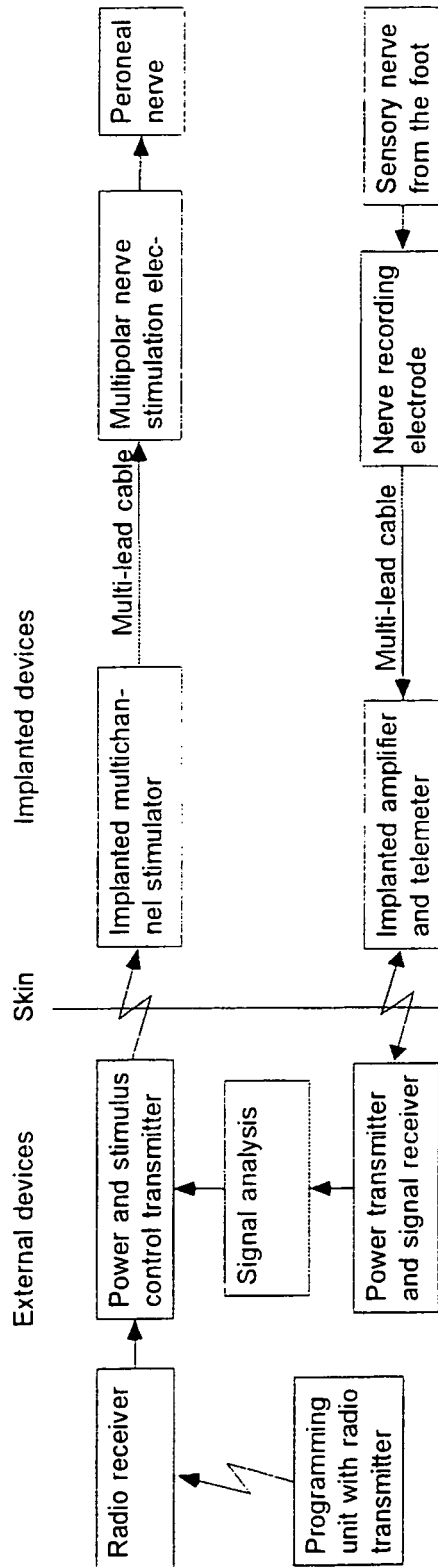 External devices
Skin
Implanted devices
Radio receiver
Power and stimulus
control transmitter
Implanted multichan-
nel stimulator
Multi-lead cable
Multipolar nerve
stimulation elec-
Peroneal
nerve
Signal analysis
Programming
unit with radio
transmitter
Power transmitter
and signal receiver
Implanted amplifier
and telemeter
Multi-lead cable
Nerve recording
electrode
Sensory nerve
from the foot